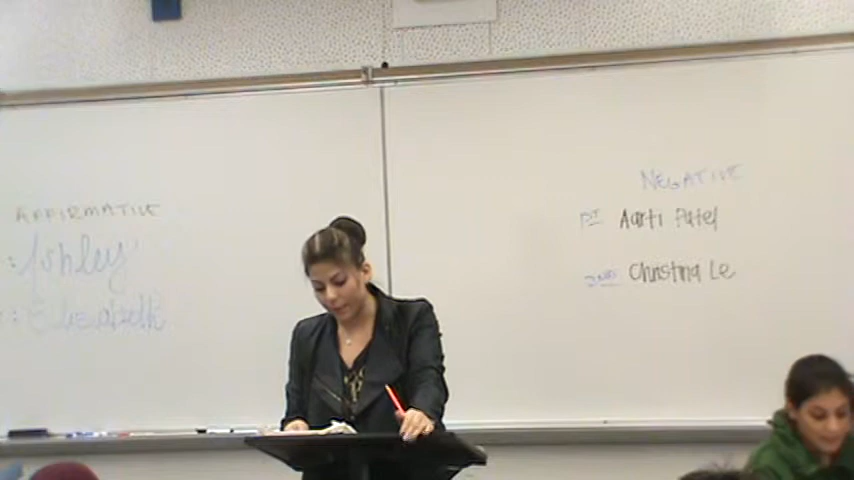 AFFIRMATIVE
: Ashley
: Elizabeth
NEGATIVE
1ST Aarti Patel
2ND Christina Le